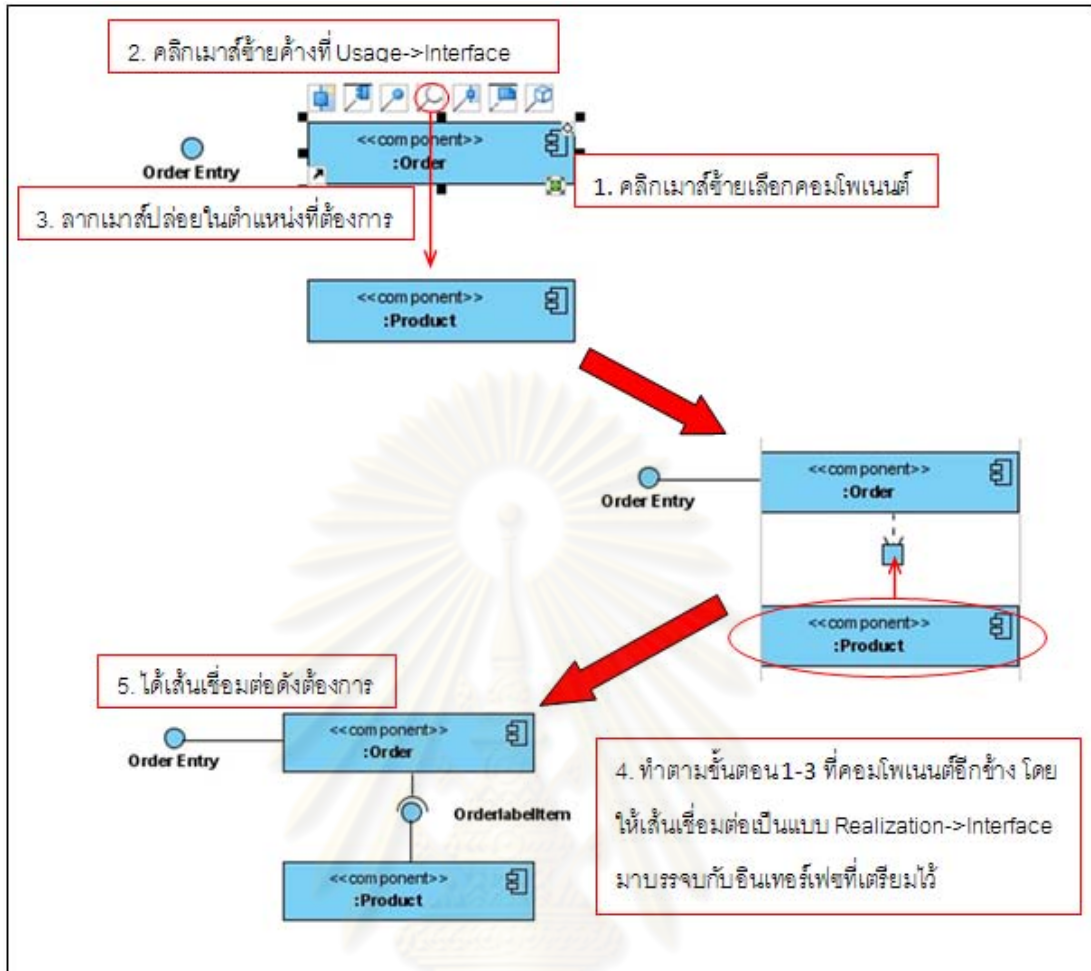 2. คลิกเมาส์ซ้ายค้างที่ Usage->Interface
<<component>>
:Order
Order Entry
1. คลิกเมาส์ซ้ายเลือกคอมโพเนนต์
3. ลากเมาส์ปล่อยในตำแหน่งที่ต้องการ
<<component>>
:Product
<<component>>
:Order
Order Entry
<<component>>
:Product
5. ได้เส้นเชื่อมต่อดังต้องการ
<<component>>
:Order
Order Entry
OrderlabelItem
<<component>>
:Product
4. ทำตามขั้นตอน 1-3 ที่คอมโพเนนต์อีกข้าง โดย
ให้เส้นเชื่อมต่อเป็นแบบ Realization->Interface
มาบรรจบกับอินเทอร์เฟซที่เตรียมไว้